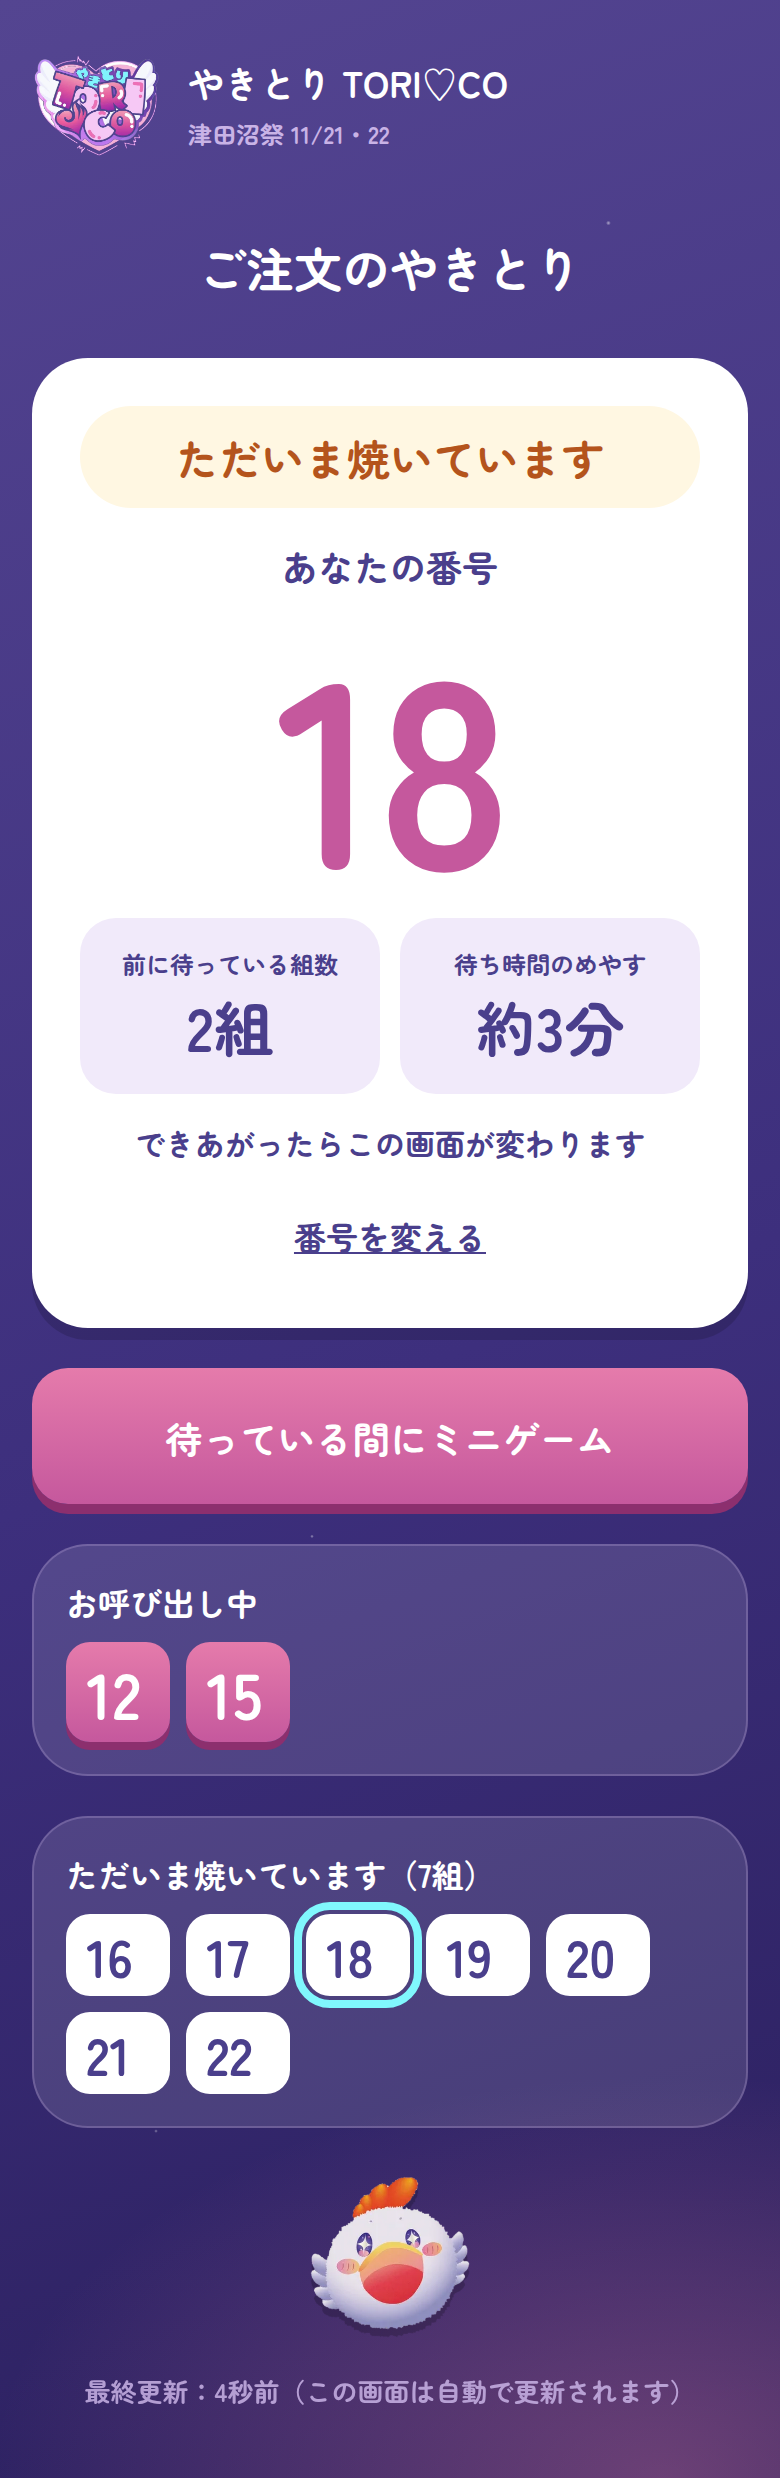 やきとり
TORI
CO
やきとり TORI♡CO
津田沼祭 11/21・22
ご注文のやきとり
ただいま焼いています
あなたの番号
18
前に待っている組数
2組
待ち時間のめやす
約3分
できあがったらこの画面が変わります
番号を変える
待っている間にミニゲーム
お呼び出し中
12 15
ただいま焼いています（7組）
16 17 18 19 20
21 22
最終更新：4秒前（この画面は自動で更新されます）